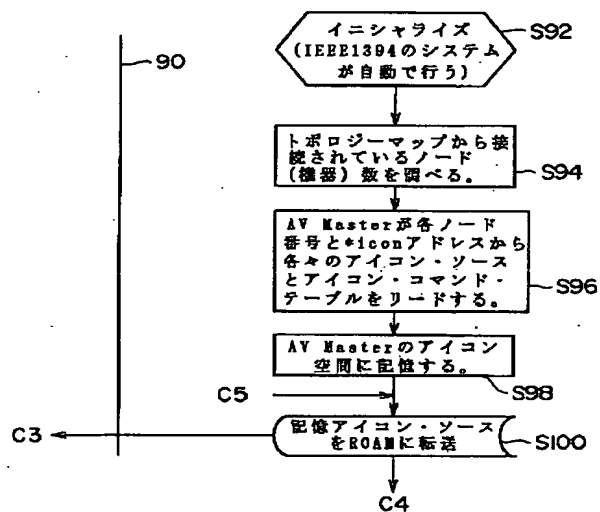 イニシャライズ
(IEEE1394のシステム
が自動で行う)
S92
90
トポロジーマップから接
続されているノード
(機器)数を調べる。
S94
AV Masterが各ノード
番号と*iconアドレスから
各々のアイコン・ソース
とアイコン・コマンド・
テーブルをリードする。
S96
AV Masterのアイコン
空間に記憶する。
S98
C5
記憶アイコン・ソース
をROAMに転送
S100
C3
C4